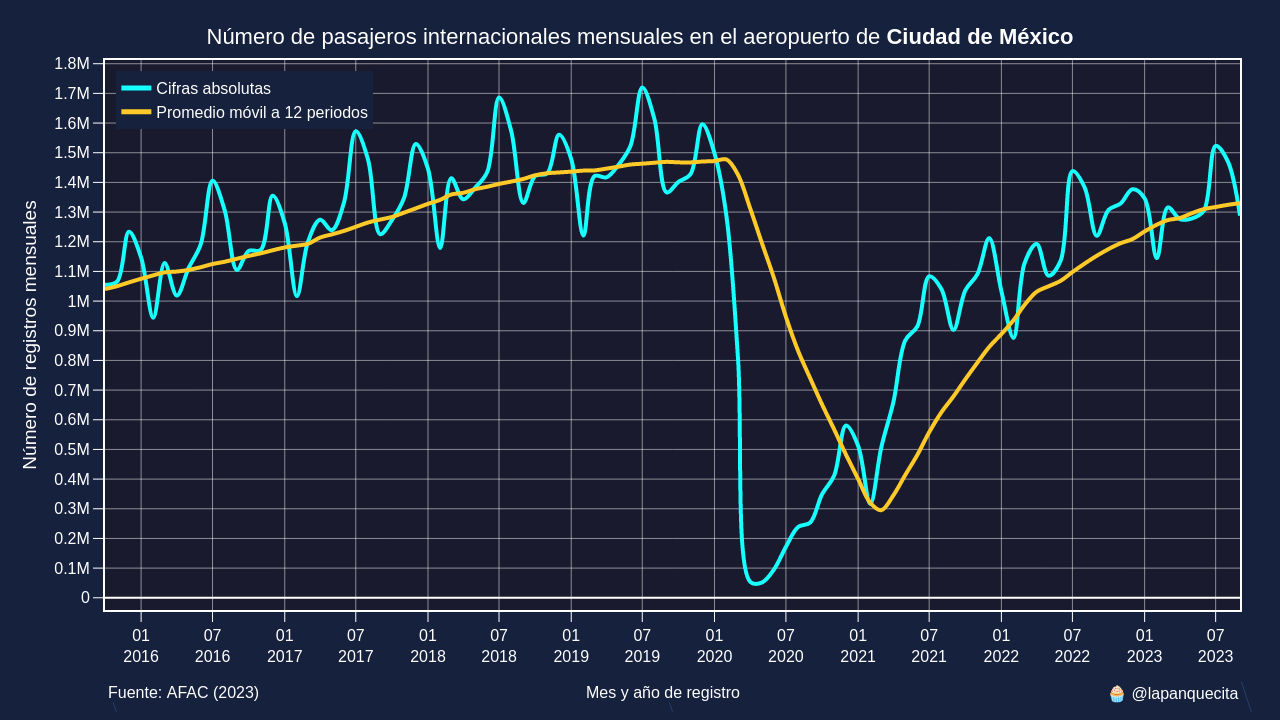 Número de pasajeros internacionales mensuales en el aeropuerto de Ciudad de México
Cifras absolutas
Promedio móvil a 12 periodos
Número de registros mensuales
1.8M
1.7M
1.6M
1.5M
1.4M
1.3M
1.2M
1.1M
1M
0.9M
0.8M
0.7M
0.6M
0.5M
0.4M
0.3M
0.2M
0.1M
0
01 07 01 07 01 07 01 07 01 07 01 07 01 07 01 07
2016 2016 2017 2017 2018 2018 2019 2019 2020 2020 2021 2021 2022 2022 2023 2023
Fuente: AFAC (2023)
Mes y año de registro
🧁 @lapanquecita